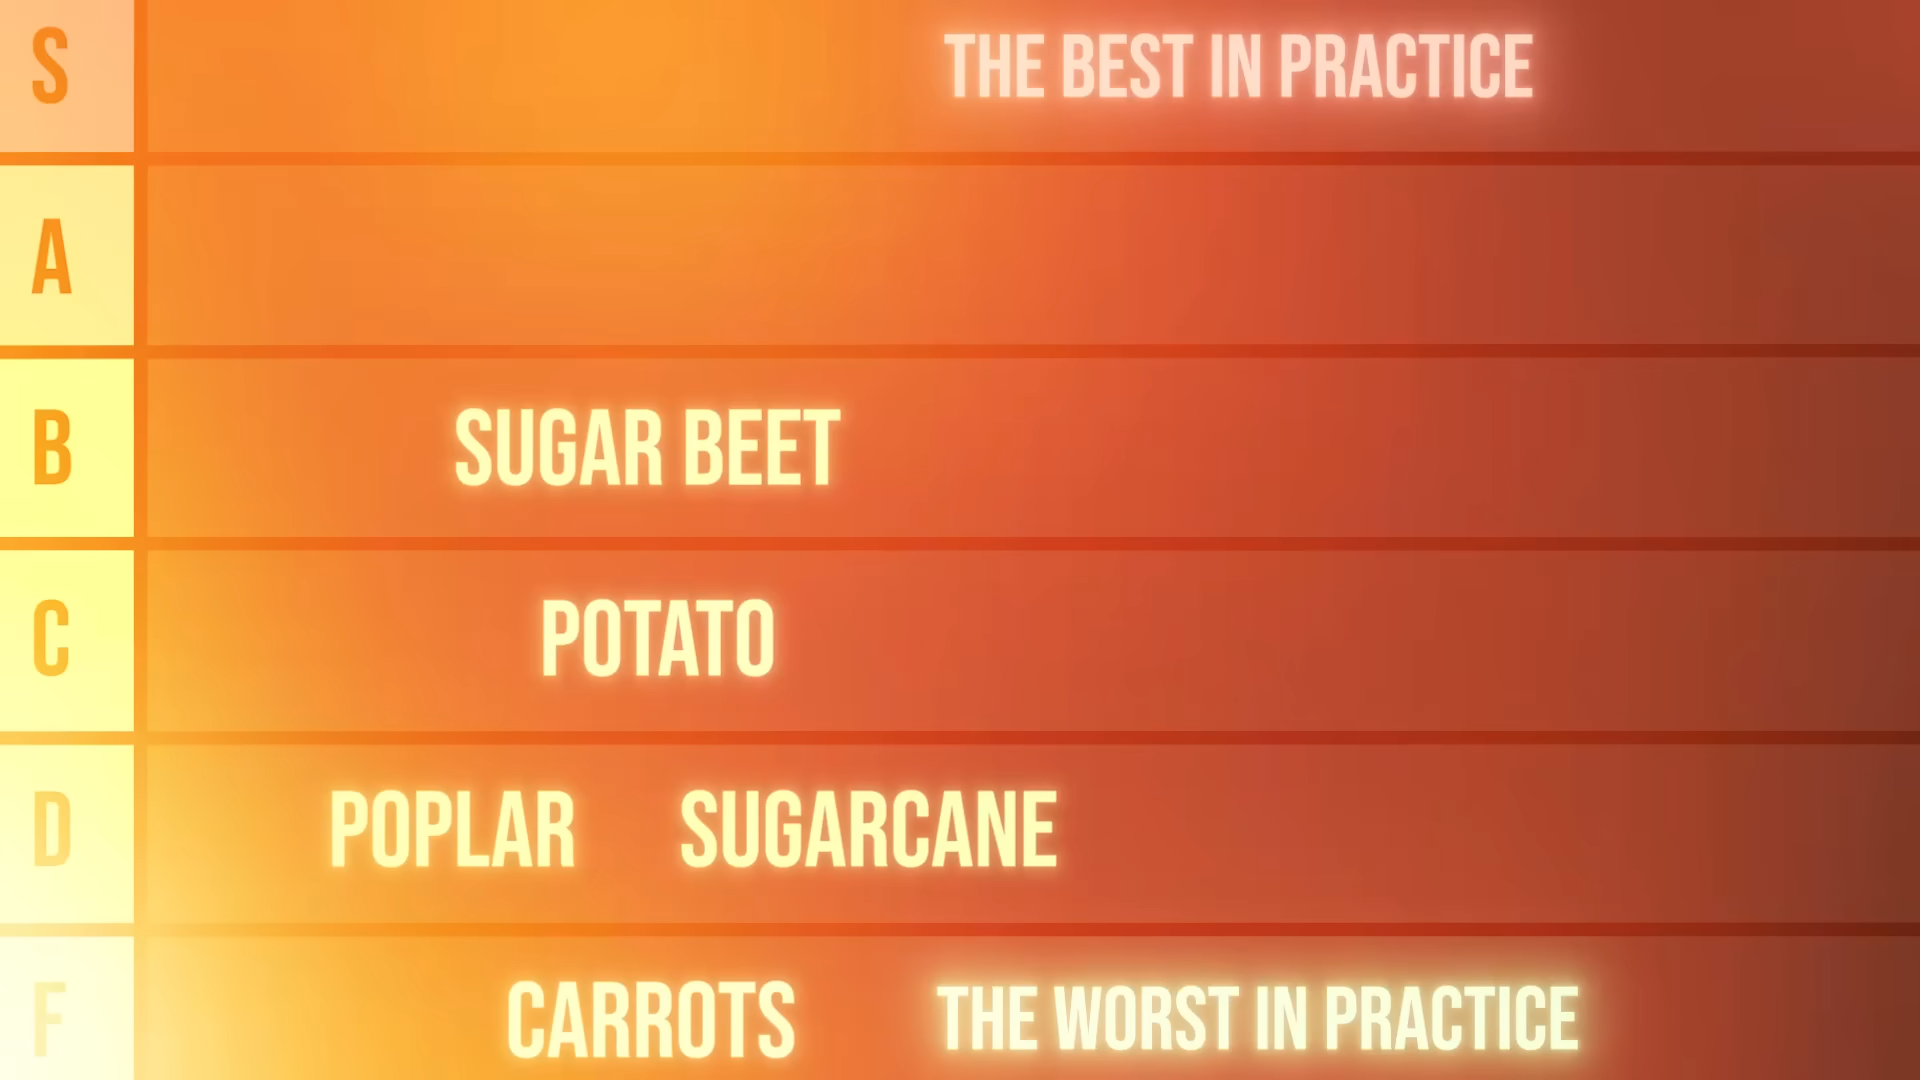 S THE BEST IN PRACTICE
A
B SUGAR BEET
C POTATO
D POPLAR SUGARCANE
F CARROTS THE WORST IN PRACTICE